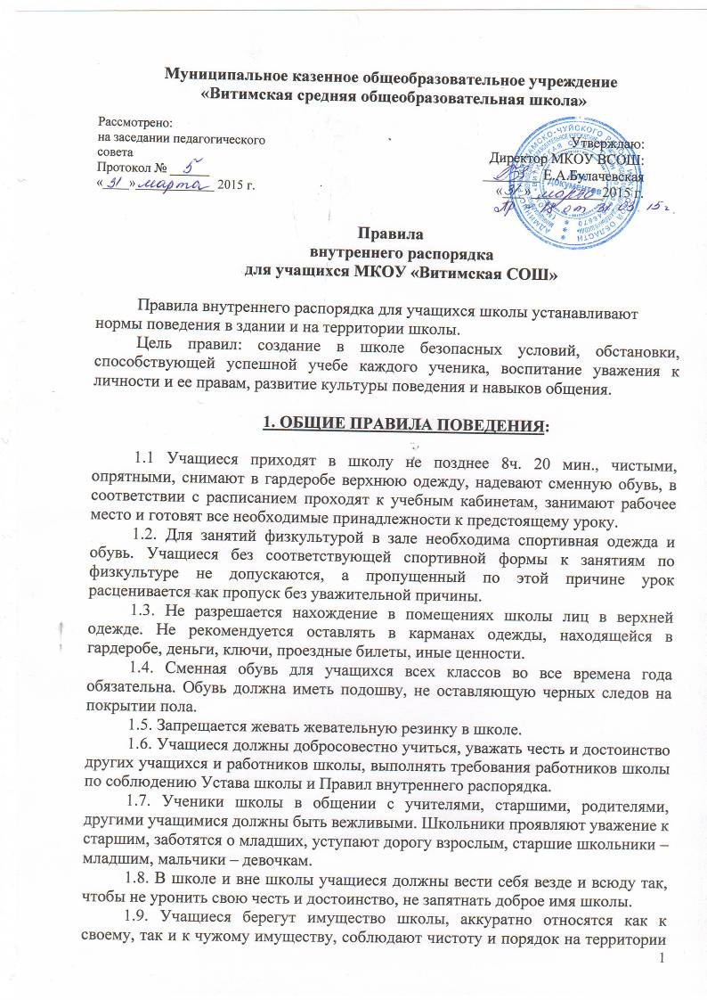 Муниципальное казенное общеобразовательное учреждение
«Витимская средняя общеобразовательная школа»
Рассмотрено:
на заседании педагогического
совета
Протокол № 5
«31» марта 2015 г.
Утверждаю:
Директор МКОУ ВСОШ:
Е.А.Булачевская
«31» марта 2015 г.
Пр. № 18 от 31.03.15г.
Для документов
Правила
внутреннего распорядка
для учащихся МКОУ «Витимская СОШ»
Правила внутреннего распорядка для учащихся школы устанавливают
нормы поведения в здании и на территории школы.
Цель правил: создание в школе безопасных условий, обстановки,
способствующей успешной учебе каждого ученика, воспитание уважения к
личности и ее правам, развитие культуры поведения и навыков общения.
1. ОБЩИЕ ПРАВИЛА ПОВЕДЕНИЯ:
1.1 Учащиеся приходят в школу не позднее 8ч. 20 мин., чистыми,
опрятными, снимают в гардеробе верхнюю одежду, надевают сменную обувь, в
соответствии с расписанием проходят к учебным кабинетам, занимают рабочее
место и готовят все необходимые принадлежности к предстоящему уроку.
1.2. Для занятий физкультурой в зале необходима спортивная одежда и
обувь. Учащиеся без соответствующей спортивной формы к занятиям по
физкультуре не допускаются, а пропущенный по этой причине урок
расценивается как пропуск без уважительной причины.
1.3. Не разрешается нахождение в помещениях школы лиц в верхней
одежде. Не рекомендуется оставлять в карманах одежды, находящейся в
гардеробе, деньги, ключи, проездные билеты, иные ценности.
1.4. Сменная обувь для учащихся всех классов во все времена года
обязательна. Обувь должна иметь подошву, не оставляющую черных следов на
покрытии пола.
1.5. Запрещается жевать жевательную резинку в школе.
1.6. Учащиеся должны добросовестно учиться, уважать честь и достоинство
других учащихся и работников школы, выполнять требования работников школы
по соблюдению Устава школы и Правил внутреннего распорядка.
1.7. Ученики школы в общении с учителями, старшими, родителями,
другими учащимися должны быть вежливыми. Школьники проявляют уважение к
старшим, заботятся о младших, уступают дорогу взрослым, старшие школьники –
младшим, мальчики – девочкам.
1.8. В школе и вне школы учащиеся должны вести себя везде и всюду так,
чтобы не уронить свою честь и достоинство, не запятнать доброе имя школы.
1.9. Учащиеся берегут имущество школы, аккуратно относятся как к
своему, так и к чужому имуществу, соблюдают чистоту и порядок на территории
1